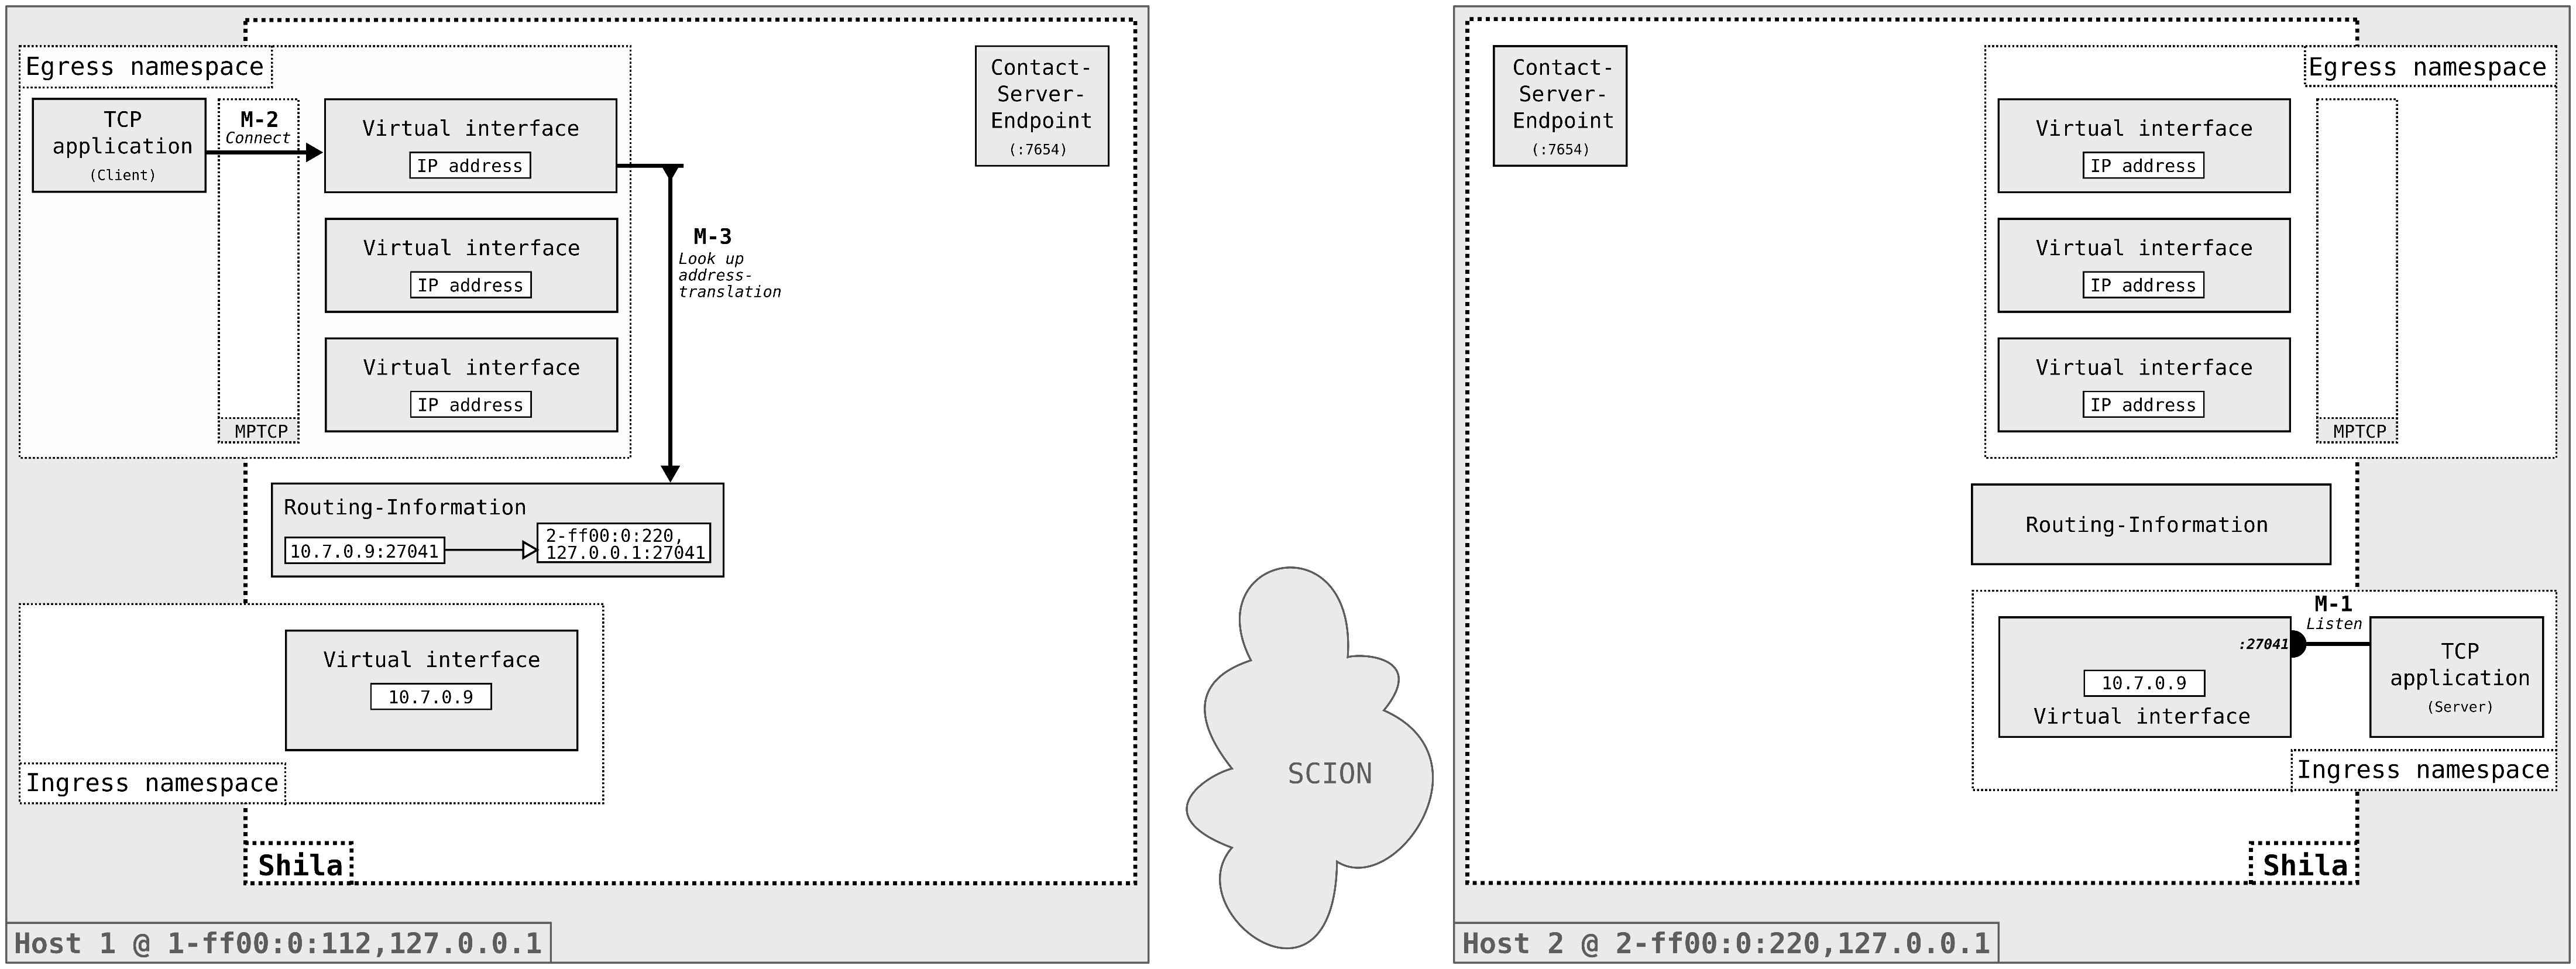 Egress namespace
TCP
application
(Client)
M-2
Connect
Virtual interface
IP address
Virtual interface
IP address
Virtual interface
IP address
MPTCP
Contact-
Server-
Endpoint
(:7654)
M-3
Look up
address-
translation
Routing-Information
10.7.0.9:27041
2-ff00:0:220,
127.0.0.1:27041
Virtual interface
10.7.0.9
Ingress namespace
Shila
Host 1 @ 1-ff00:0:112,127.0.0.1
SCION
Contact-
Server-
Endpoint
(:7654)
Egress namespace
Virtual interface
IP address
Virtual interface
IP address
Virtual interface
IP address
MPTCP
Routing-Information
M-1
Listen
:27041
10.7.0.9
Virtual interface
TCP
application
(Server)
Ingress namespace
Shila
Host 2 @ 2-ff00:0:220,127.0.0.1